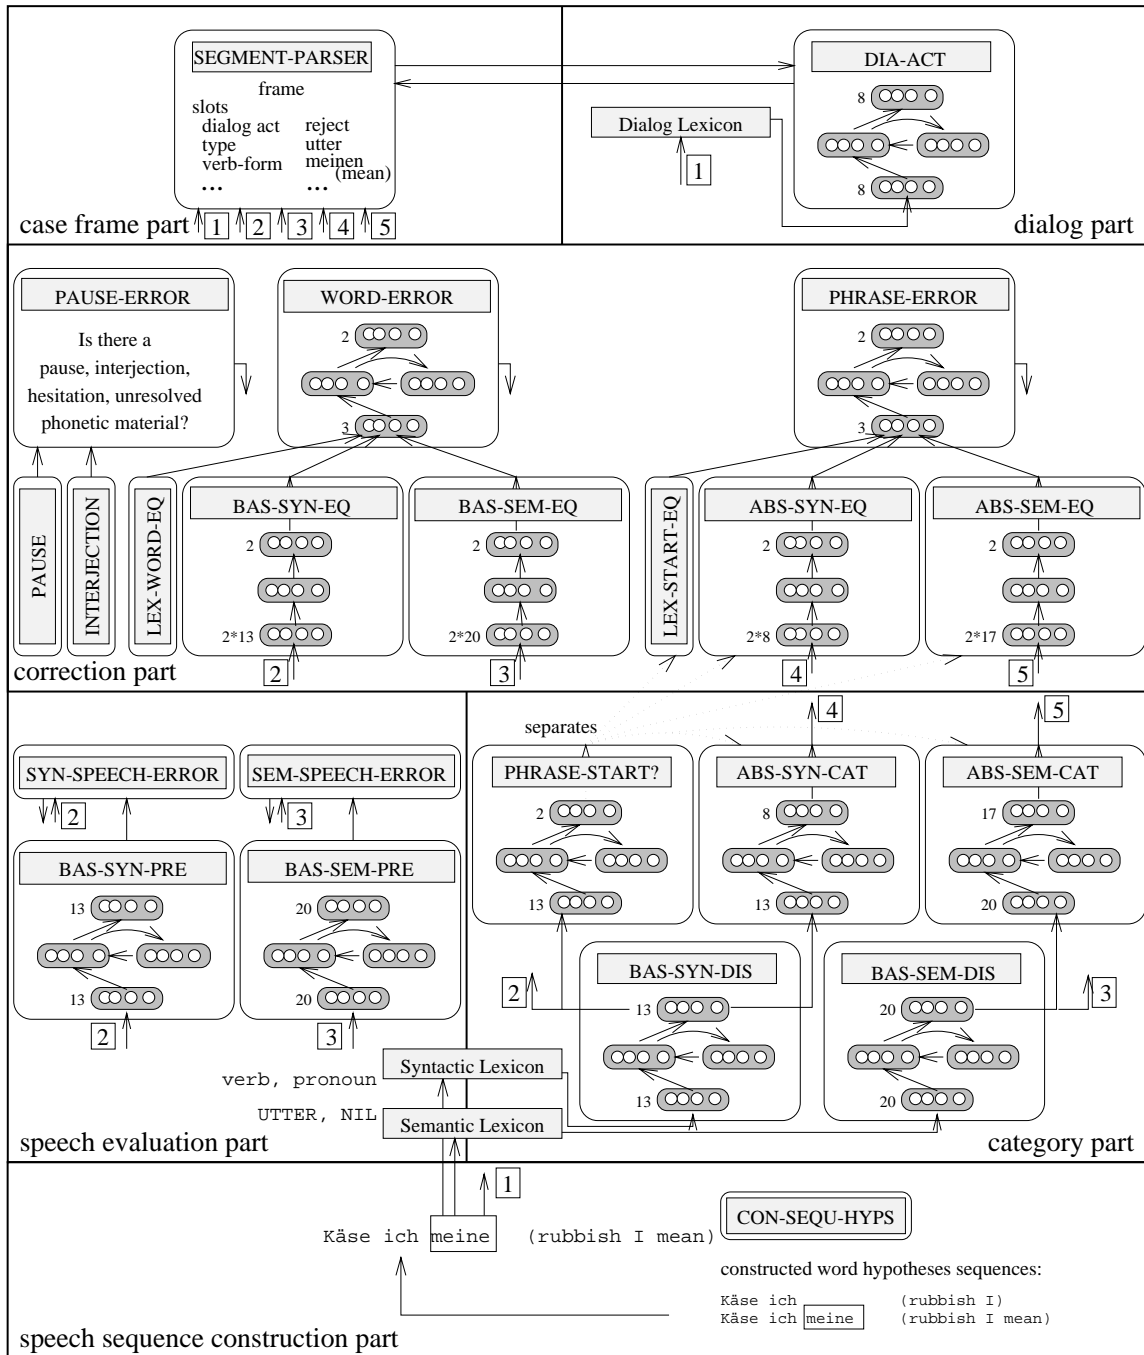 SEGMENT-PARSER
frame
slots
dialog act reject
type utter
verb-form meinen
(mean)
... ...
1 2 3 4 5
case frame part
DIA-ACT
8
Dialog Lexicon
1
8
dialog part
PAUSE-ERROR
Is there a
pause, interjection,
hesitation, unresolved
phonetic material?
WORD-ERROR
2
3
PHRASE-ERROR
2
3
PAUSE
INTERJECTION
LEX-WORD-EQ
BAS-SYN-EQ
2
2*13
2
BAS-SEM-EQ
2
2*20
3
LEX-START-EQ
ABS-SYN-EQ
2
2*8
4
ABS-SEM-EQ
2
2*17
5
correction part
SYN-SPEECH-ERROR
2
SEM-SPEECH-ERROR
3
BAS-SYN-PRE
13
13
2
BAS-SEM-PRE
20
20
3
speech evaluation part
separates
4
5
PHRASE-START?
2
13
ABS-SYN-CAT
8
13
ABS-SEM-CAT
17
20
2
BAS-SYN-DIS
13
13
BAS-SEM-DIS
20
20
3
verb, pronoun
Syntactic Lexicon
UTTER, NIL
Semantic Lexicon
category part
1
Käse ich meine (rubbish I mean)
CON-SEQU-HYPS
constructed word hypotheses sequences:
Käse ich (rubbish I)
Käse ich meine (rubbish I mean)
speech sequence construction part